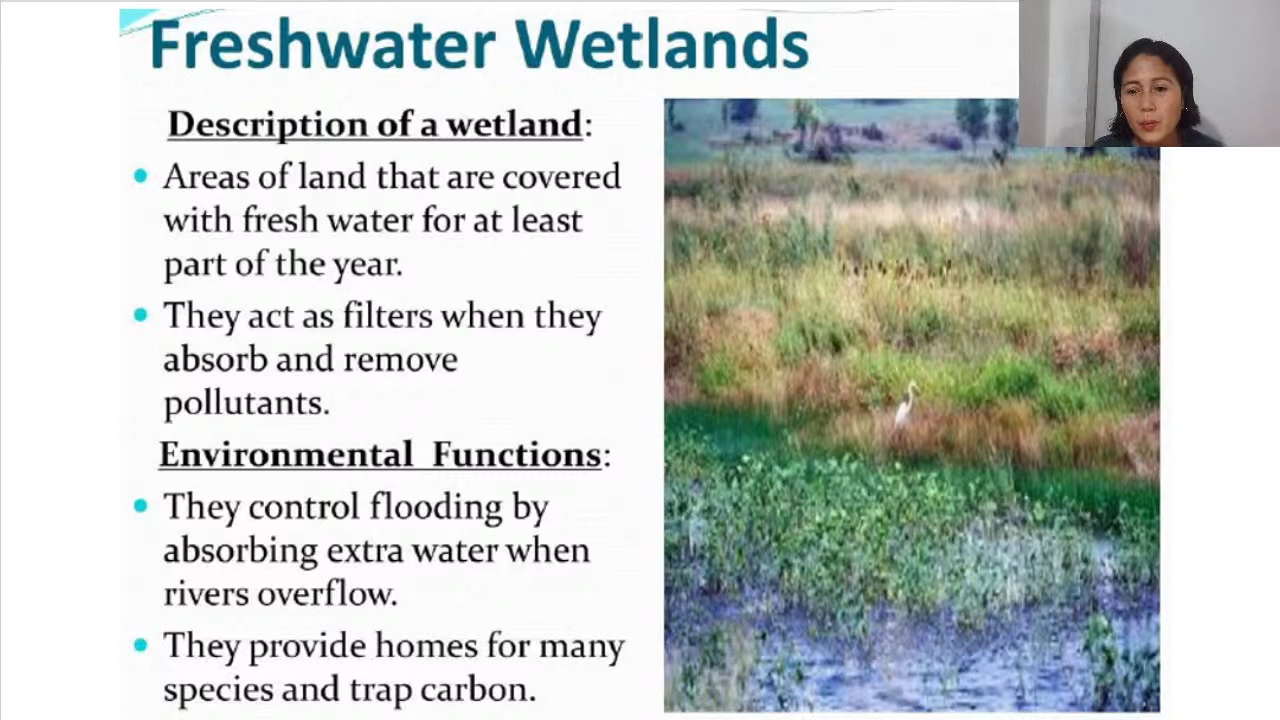 Freshwater Wetlands
Description of a wetland:
• Areas of land that are covered
with fresh water for at least
part of the year.
• They act as filters when they
absorb and remove
pollutants.
Environmental Functions:
• They control flooding by
absorbing extra water when
rivers overflow.
• They provide homes for many
species and trap carbon.